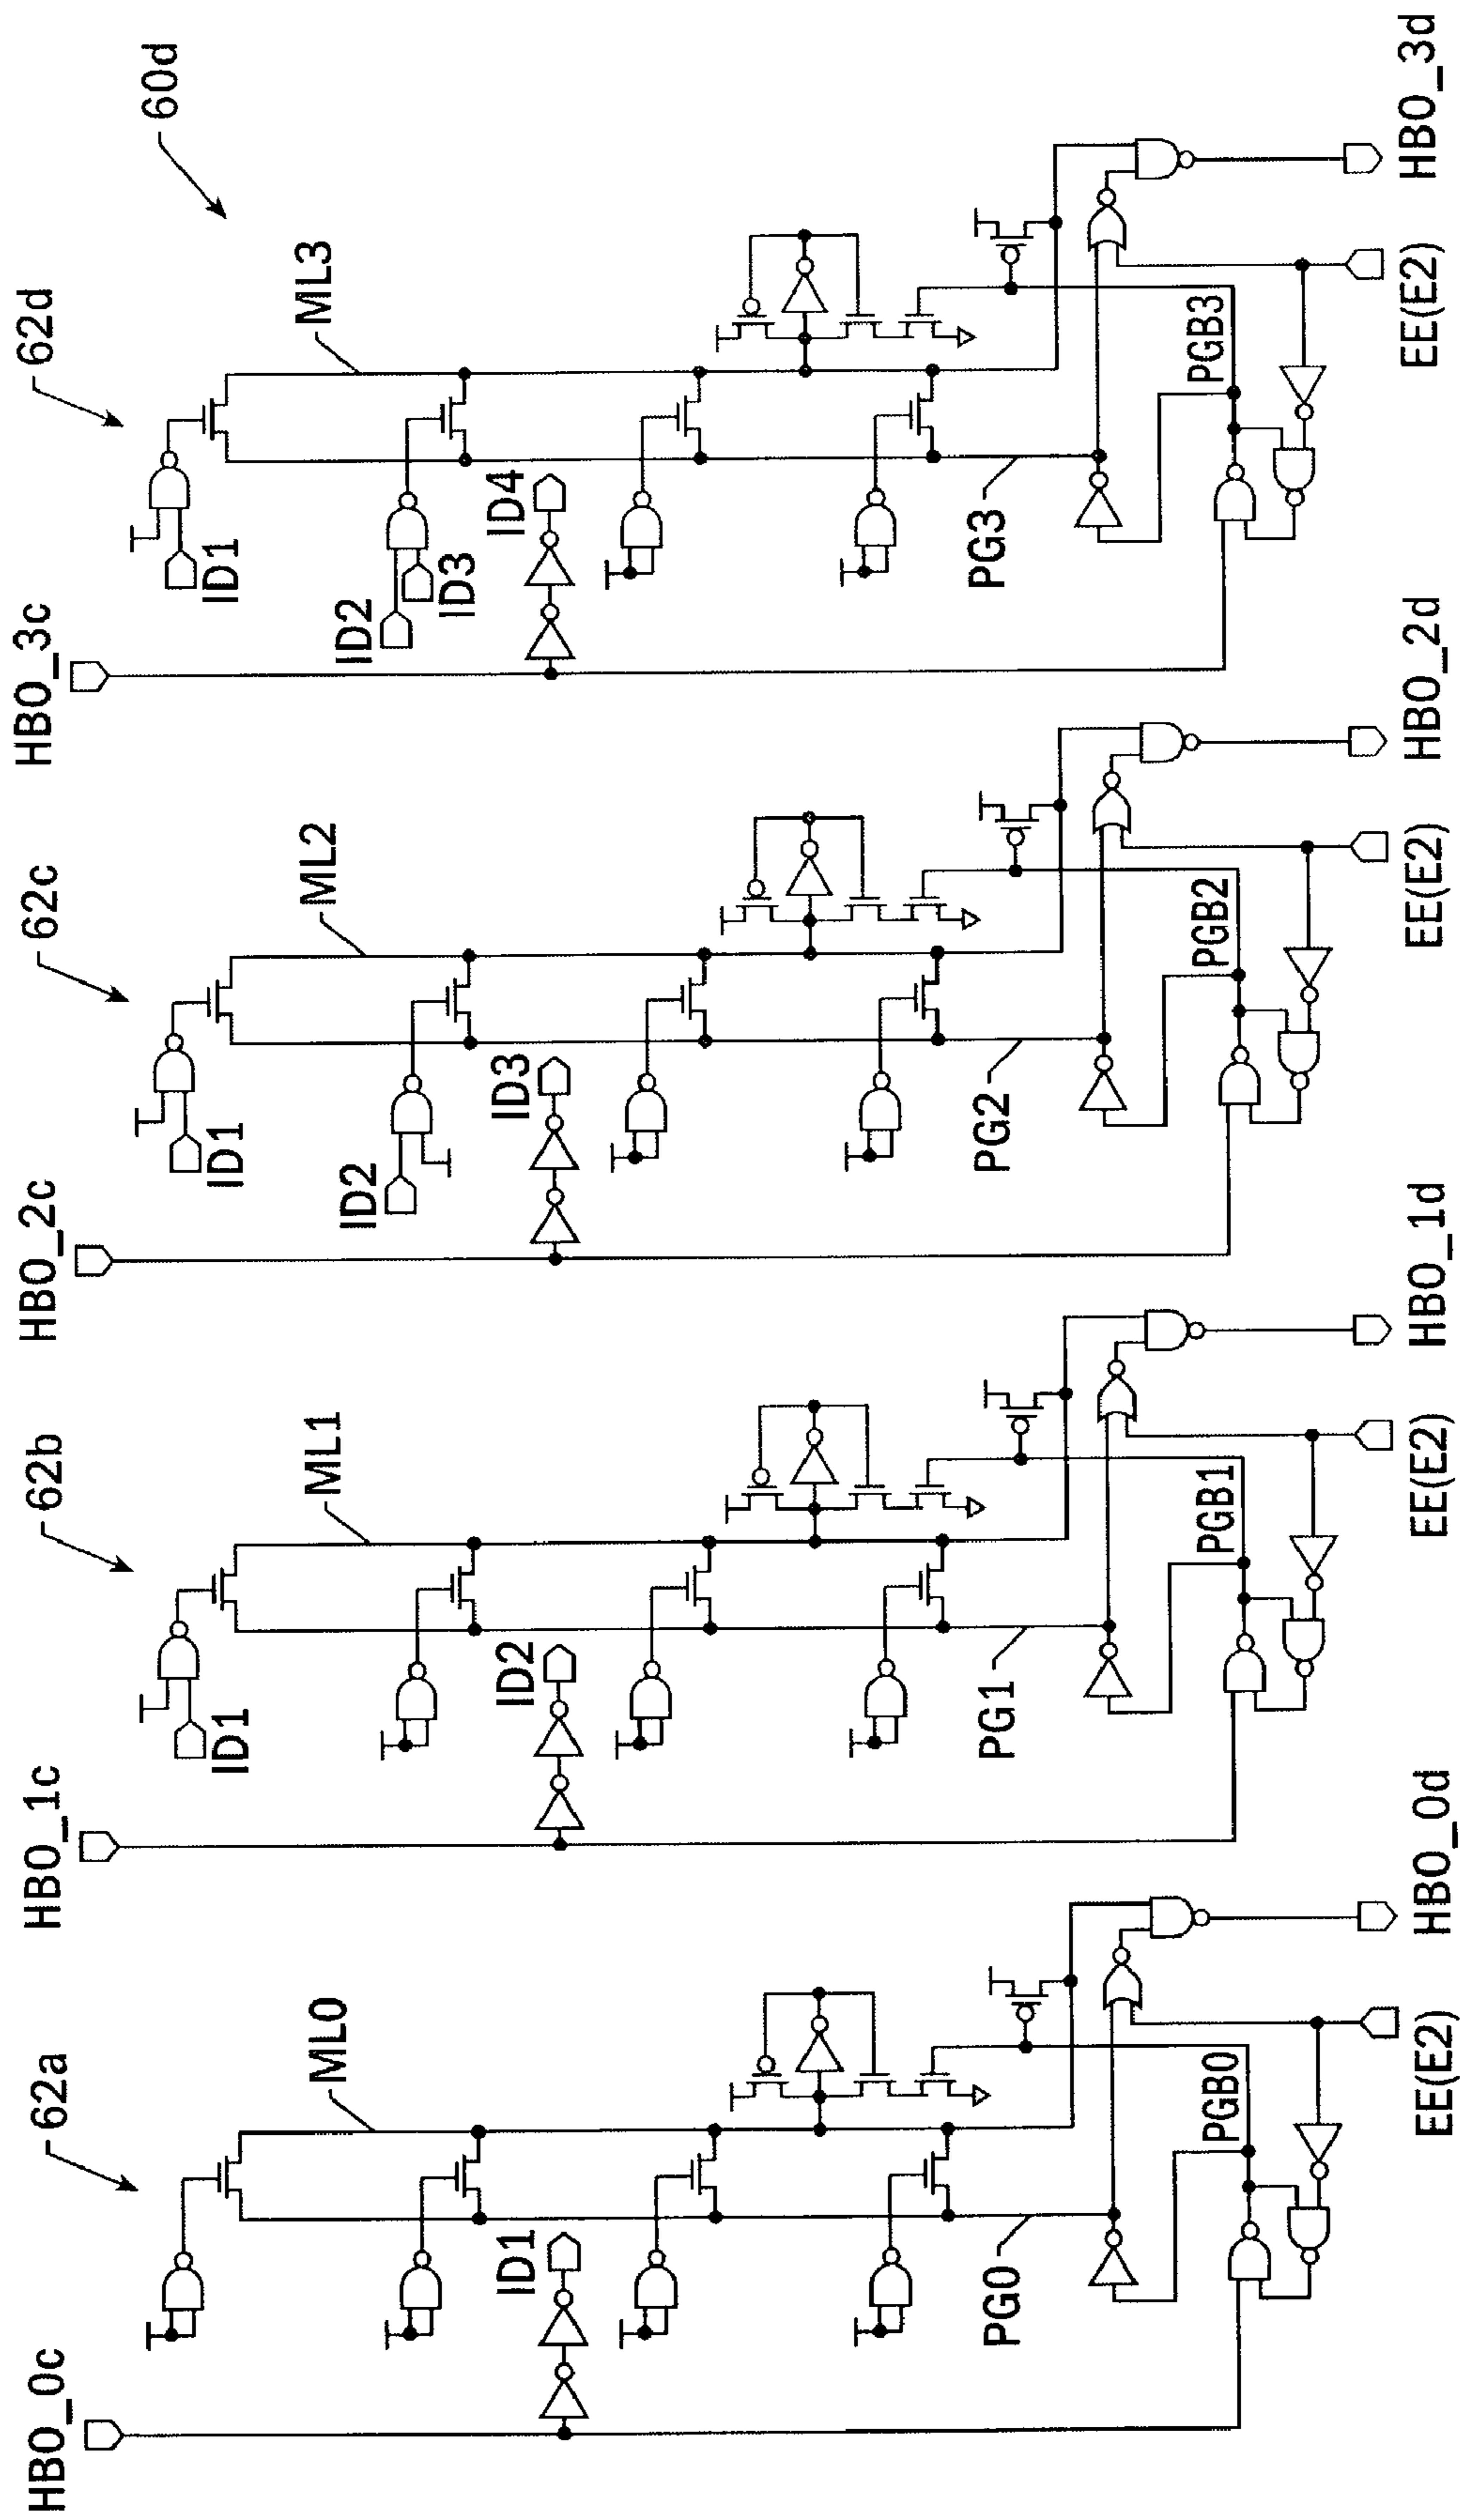 60d
62d
ML3
HBO_3c
ID1
ID2
ID3
ID4
PG3
PGB3
EE(E2)
HBO_3d
62c
ML2
HBO_2c
ID1
ID2
ID3
PG2
PGB2
EE(E2)
HBO_2d
62b
ML1
HBO_1c
ID1
ID2
PG1
PGB1
EE(E2)
HBO_1d
62a
ML0
HBO_0c
ID1
PG0
PGB0
EE(E2)
HBO_0d